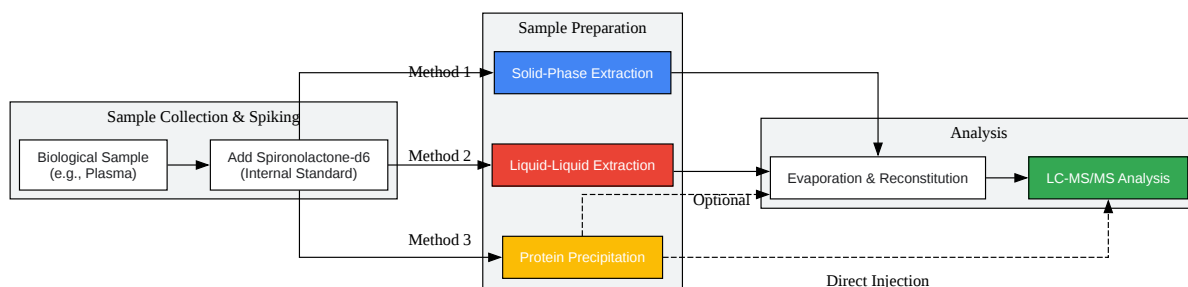 Sample Preparation
Method 1
Solid-Phase Extraction
Sample Collection & Spiking
Analysis
Biological Sample
(e.g., Plasma)
Add Spironolactone-d6
(Internal Standard)
Method 2
Liquid-Liquid Extraction
Evaporation & Reconstitution
LC-MS/MS Analysis
Optional
Method 3
Protein Precipitation
Direct Injection